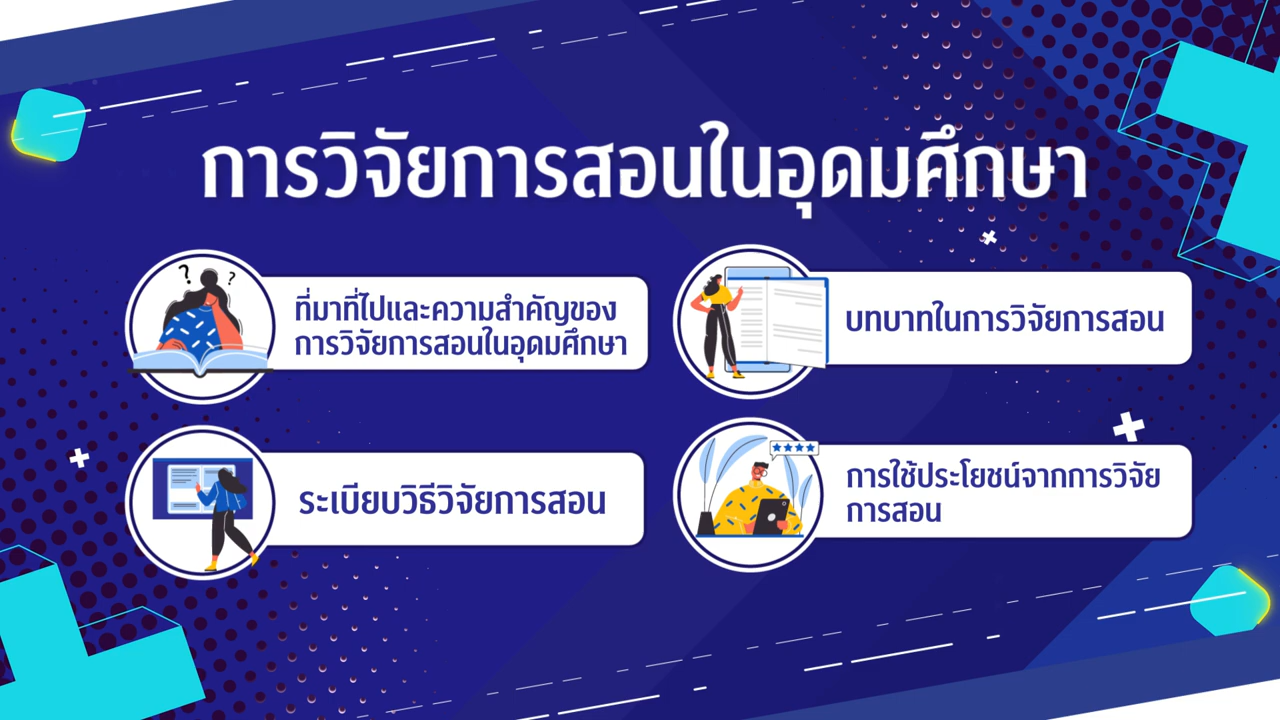 การวิจัยการสอนในอุดมศึกษา
ที่มาที่ไปและความสำคัญของ
การวิจัยการสอนในอุดมศึกษา
บทบาทในการวิจัยการสอน
ระเบียบวิธีวิจัยการสอน
การใช้ประโยชน์จากการวิจัย
การสอน